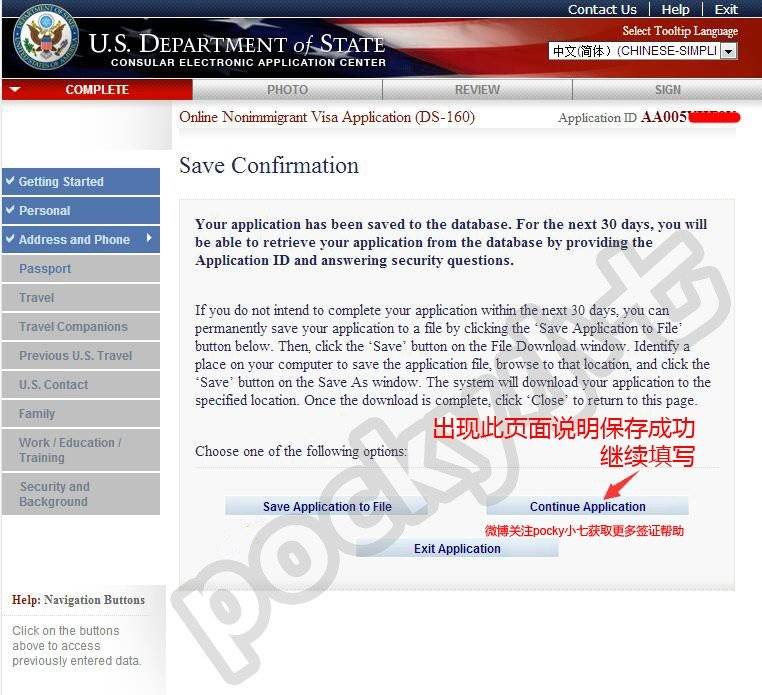 Contact Us | Help | Exit
Select Tooltip Language
中文(简体) (CHINESE-SIMPLI
U.S. DEPARTMENT of STATE
CONSULAR ELECTRONIC APPLICATION CENTER
COMPLETE PHOTO REVIEW SIGN
Online Nonimmigrant Visa Application (DS-160)
Application ID AA005
Save Confirmation
Getting Started
Personal
Address and Phone
Passport
Travel
Travel Companions
Previous U.S. Travel
U.S. Contact
Family
Work / Education /
Training
Security and
Background
Your application has been saved to the database. For the next 30 days, you will
be able to retrieve your application from the database by providing the
Application ID and answering security questions.
If you do not intend to complete your application within the next 30 days, you can
permanently save your application to a file by clicking the ‘Save Application to File’
button below. Then, click the ‘Save’ button on the File Download window. Identify a
place on your computer to save the application file, browse to that location, and click the
‘Save’ button on the Save As window. The system will download your application to the
specified location. Once the download is complete, click ‘Close’ to return to this page.
出现此页面说明保存成功
继续填写
Choose one of the following options:
Save Application to File
Continue Application
微博关注pocky小七获取更多签证帮助
Exit Application
Help: Navigation Buttons
Click on the buttons
above to access
previously entered data.